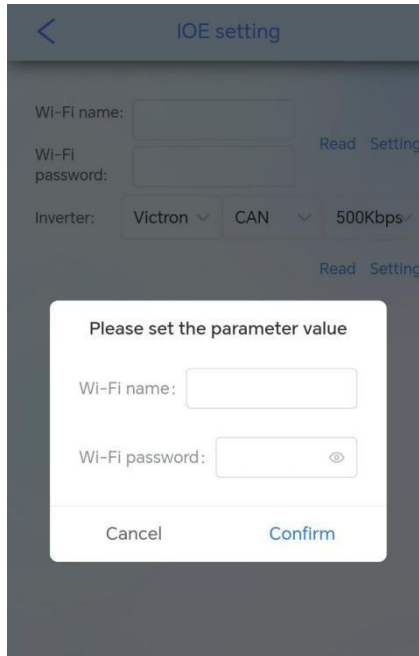 IOE setting
Wi-Fi name:
Read Setting
Wi-Fi
password:
Inverter: Victron CAN 500Kbps
Read Setting
Please set the parameter value
Wi-Fi name:
Wi-Fi password:
Cancel Confirm